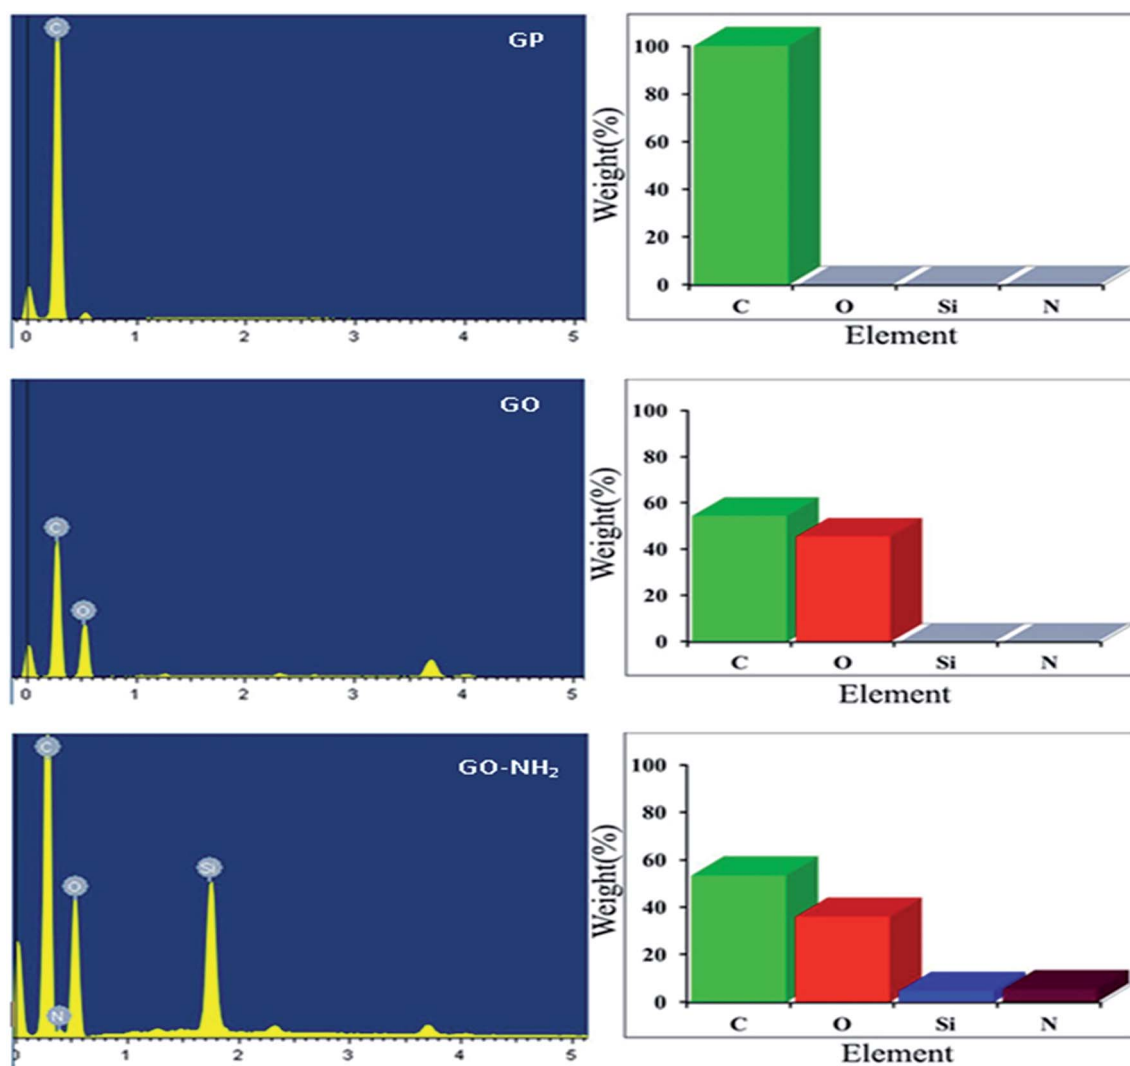 C
GP
0 1 2 3 4 5
Weight(%)
100
80
60
40
20
0
C O Si N
Element
GO
C
O
0 1 2 3 4 5
Weight(%)
100
80
60
40
20
0
C O Si N
Element
C
GO-NH₂
O
Si
N
0 1 2 3 4 5
Weight(%)
100
80
60
40
20
0
C O Si N
Element